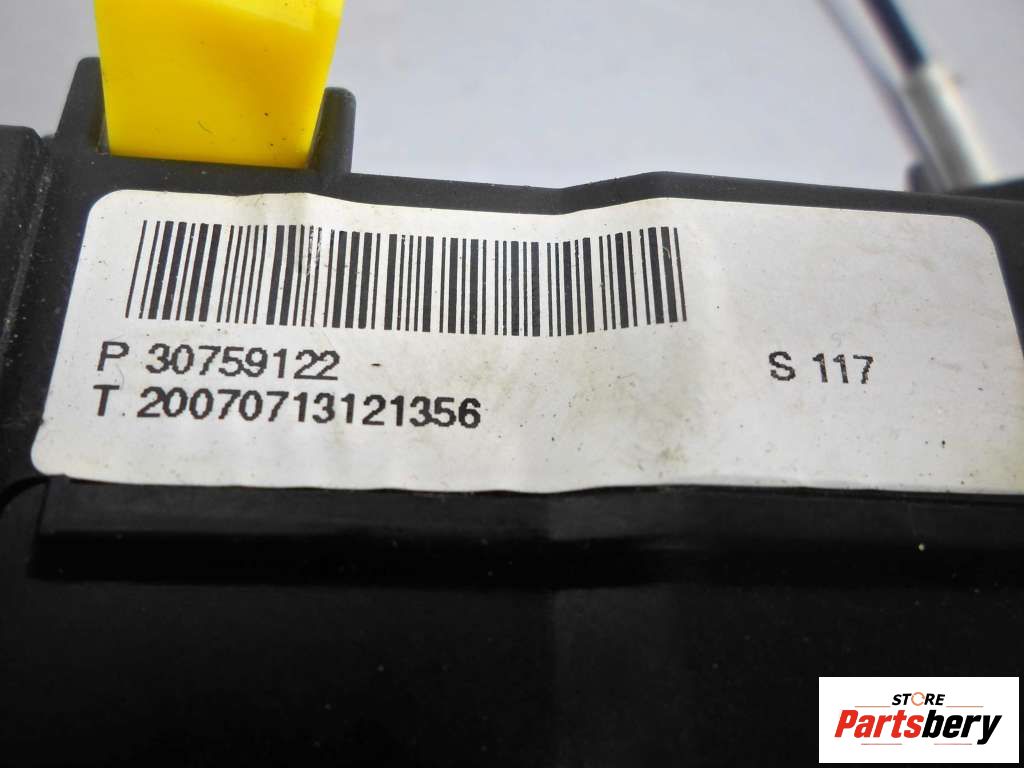 P 30759122
S 117
T 20070713121356
STORE
Partsbery